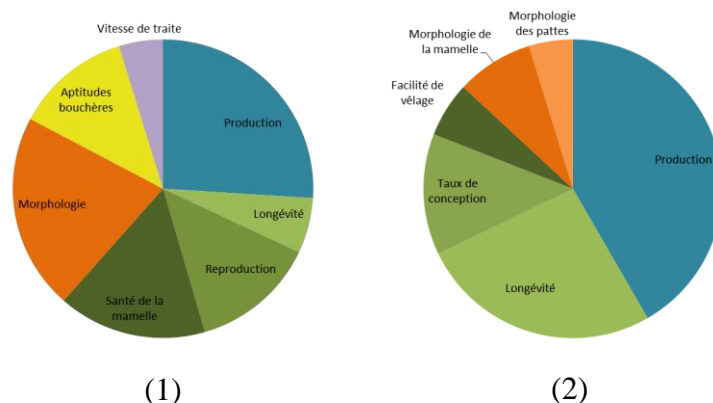 Vitesse de traite
Aptitudes
bouchères
Production
Morphologie
Longévité
Reproduction
Santé de la
mamelle
(1)
Morphologie
des pattes
Morphologie de
la mamelle
Facilité de
vêlage
Production
Taux de
conception
Longévité
(2)